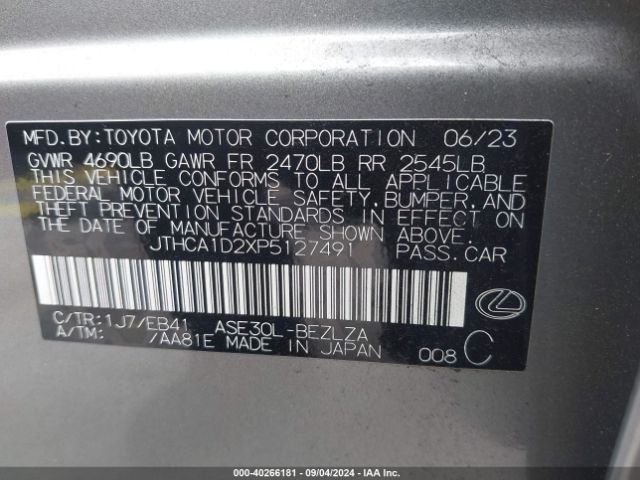 MFD.BY:TOYOTA MOTOR CORPORATION 06/23
GVWR 4690LB GAWR FR 2470LB RR 2545LB
THIS VEHICLE CONFORMS TO ALL APPLICABLE
FEDERAL MOTOR VEHICLE SAFETY,BUMPER,AND
THEFT PREVENTION STANDARDS IN EFFECT ON
THE DATE OF MANUFACTURE SHOWN ABOVE.
JTHCA1D2XP5127491 PASS.CAR
C/TR:1J7/EB41 ASE30L-BEZLZA
A/TM: /AA81E MADE IN JAPAN 008 C
000-40266181 - 09/04/2024 - IAA Inc.